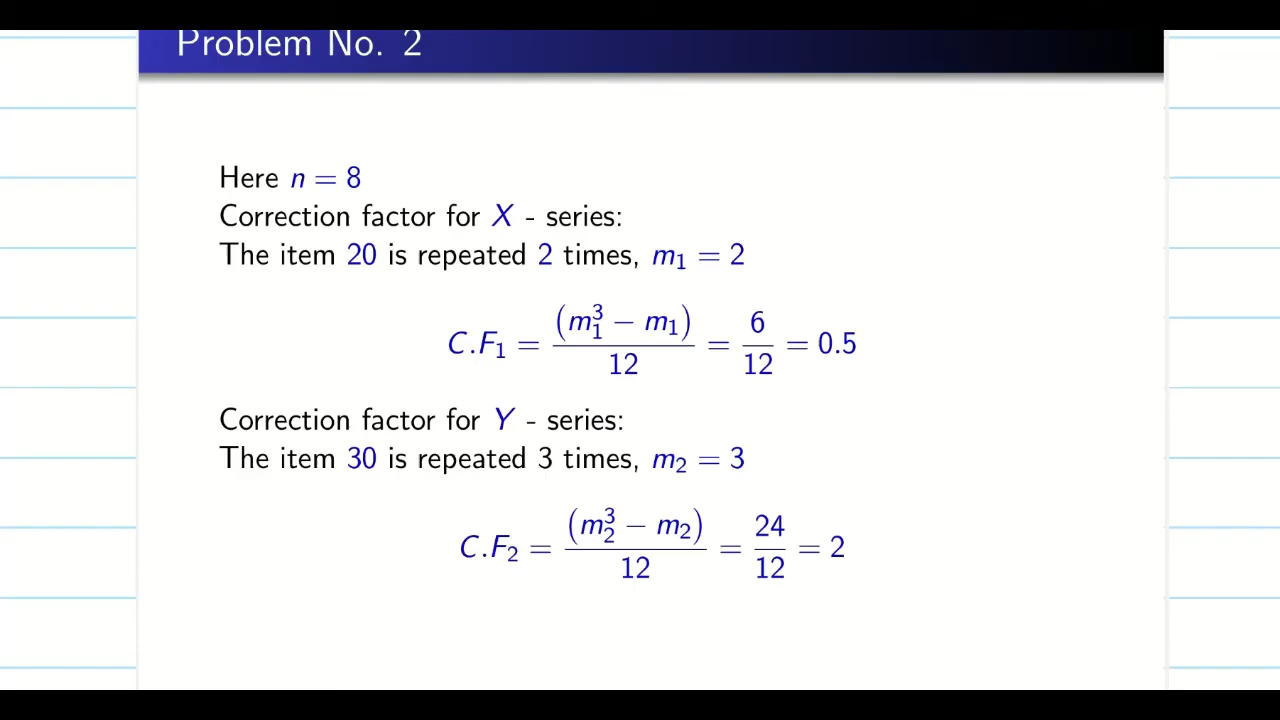 Problem No. 2
Here n = 8
Correction factor for X - series:
The item 20 is repeated 2 times, m₁ = 2
C.F₁ = (m₁³ − m₁) / 12 = 6 / 12 = 0.5
Correction factor for Y - series:
The item 30 is repeated 3 times, m₂ = 3
C.F₂ = (m₂³ − m₂) / 12 = 24 / 12 = 2